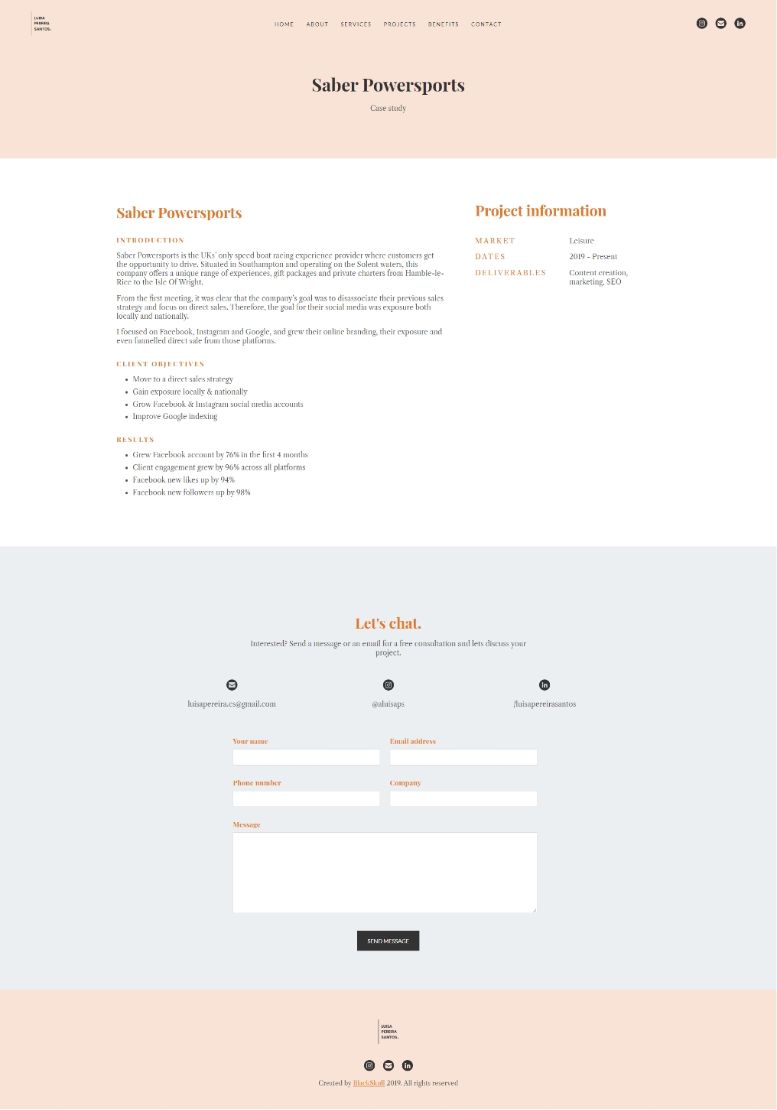 LUISA
PEREIRA
SANTOS.
HOME ABOUT SERVICES PROJECTS BENEFITS CONTACT
Saber Powersports
Case study
Saber Powersports
INTRODUCTION
Saber Powersports is the UKs' only speed boat racing experience provider where customers get
the opportunity to drive. Situated in Southampton and operating on the Solent waters, this
company offers a unique range of experiences, gift packages and private charters from Humble-le-
Rice to the Isle Of Wright.
From the first meeting, it was clear that the company's goal was to disassociate their previous sales
strategy and focus on direct sales. Therefore, the goal for their social media was exposure both
locally and nationally.
I focused on Facebook, Instagram and Google, and grew their online branding, their exposure and
even funnelled direct sale from those platforms.
CLIENT OBJECTIVES
• Move to a direct sales strategy
• Gain exposure locally & nationally
• Grow Facebook & Instagram social media accounts
• Improve Google indexing
RESULTS
• Grew Facebook account by 76% in the first 4 months
• Client engagement grew by 96% across all platforms
• Facebook new likes up by 94%
• Facebook new followers up by 98%
Project information
MARKET Leisure
DATES 2019 - Present
DELIVERABLES Content creation,
marketing, SEO
Let's chat.
Interested? Send a message or an email for a free consultation and lets discuss your
project.
luisapereira.cs@gmail.com @aluisaps /luisapereirasantos
Your name Email address
Phone number Company
Message
SEND MESSAGE
LUISA
PEREIRA
SANTOS.
Created by BlackSkull 2019. All rights reserved